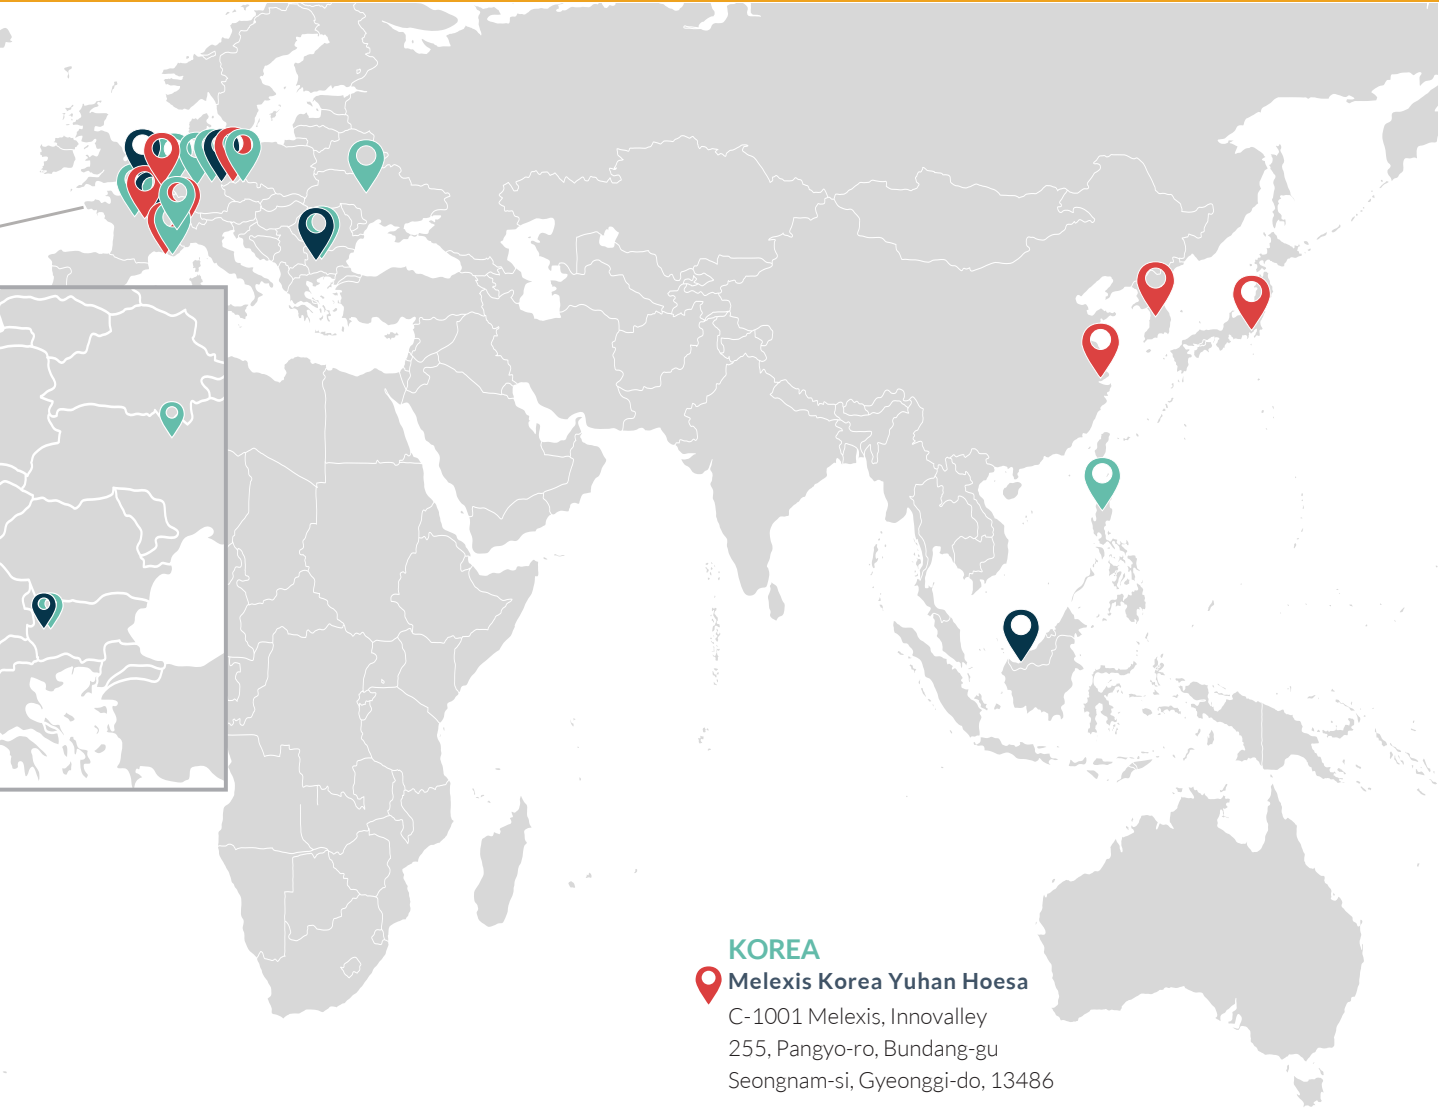 KOREA
Melexis Korea Yuhan Hoesa
C-1001 Melexis, Innovalley
255, Pangyo-ro, Bundang-gu
Seongnam-si, Gyeonggi-do, 13486